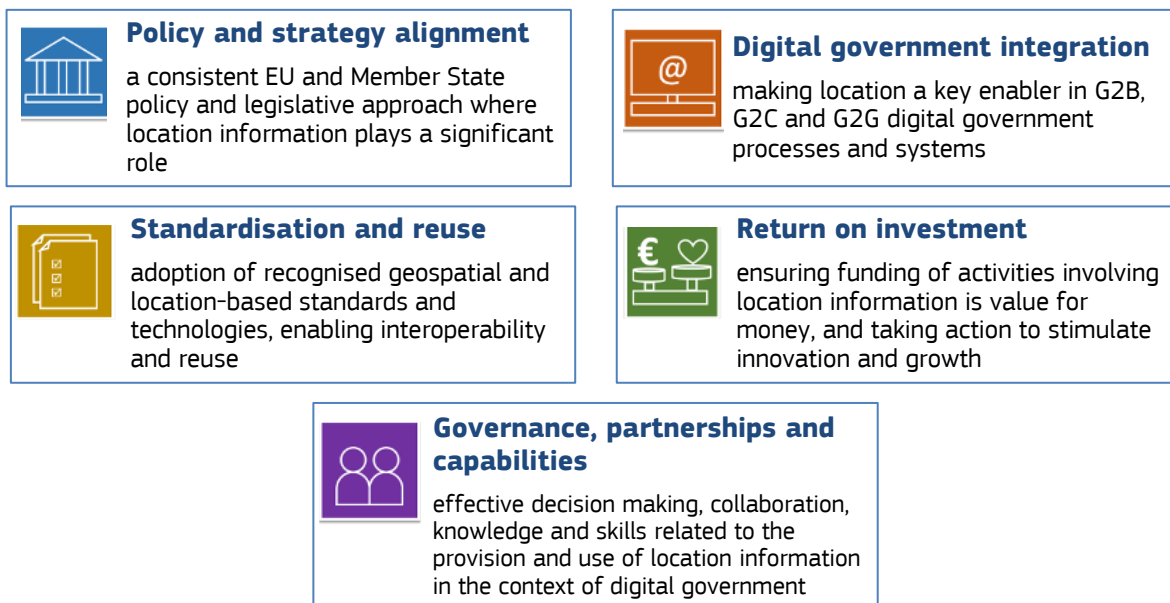 Policy and strategy alignment
a consistent EU and Member State
policy and legislative approach where
location information plays a significant
role
@
Digital government integration
making location a key enabler in G2B,
G2C and G2G digital government
processes and systems
Standardisation and reuse
adoption of recognised geospatial and
location-based standards and
technologies, enabling interoperability
and reuse
€
Return on investment
ensuring funding of activities involving
location information is value for
money, and taking action to stimulate
innovation and growth
Governance, partnerships and
capabilities
effective decision making, collaboration,
knowledge and skills related to the
provision and use of location information
in the context of digital government